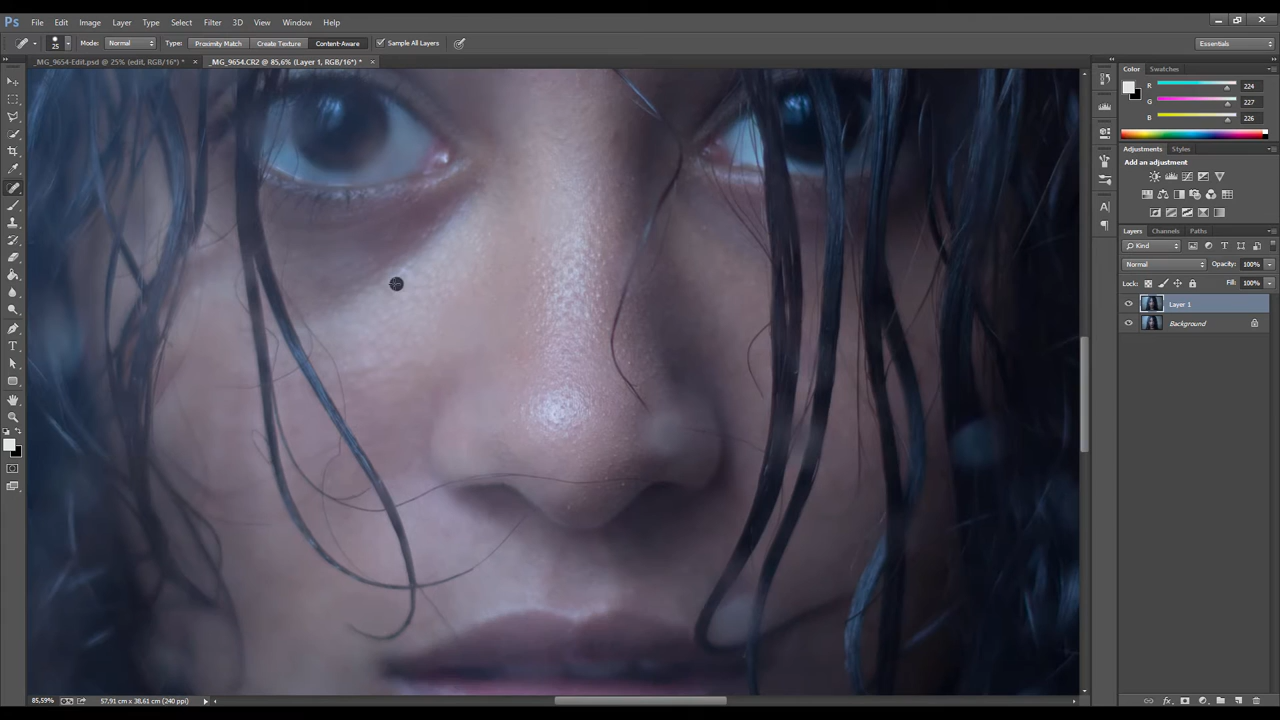 Ps File Edit Image Layer Type Select Filter 3D View Window Help
25 Mode: Normal Type: Proximity Match Create Texture Content-Aware Sample All Layers Essentials
_MG_9654-Edit.psd @ 25% (edit, RGB/16*) * × _MG_9654.CR2 @ 85,6% (Layer 1, RGB/16*) * ×
Color Swatches
R 224
G 227
B 226
Adjustments Styles
Add an adjustment
Layers Channels Paths
Kind
Normal Opacity: 100%
Lock: Fill: 100%
Layer 1
Background
85,59% 57,91 cm x 38,61 cm (240 ppi)